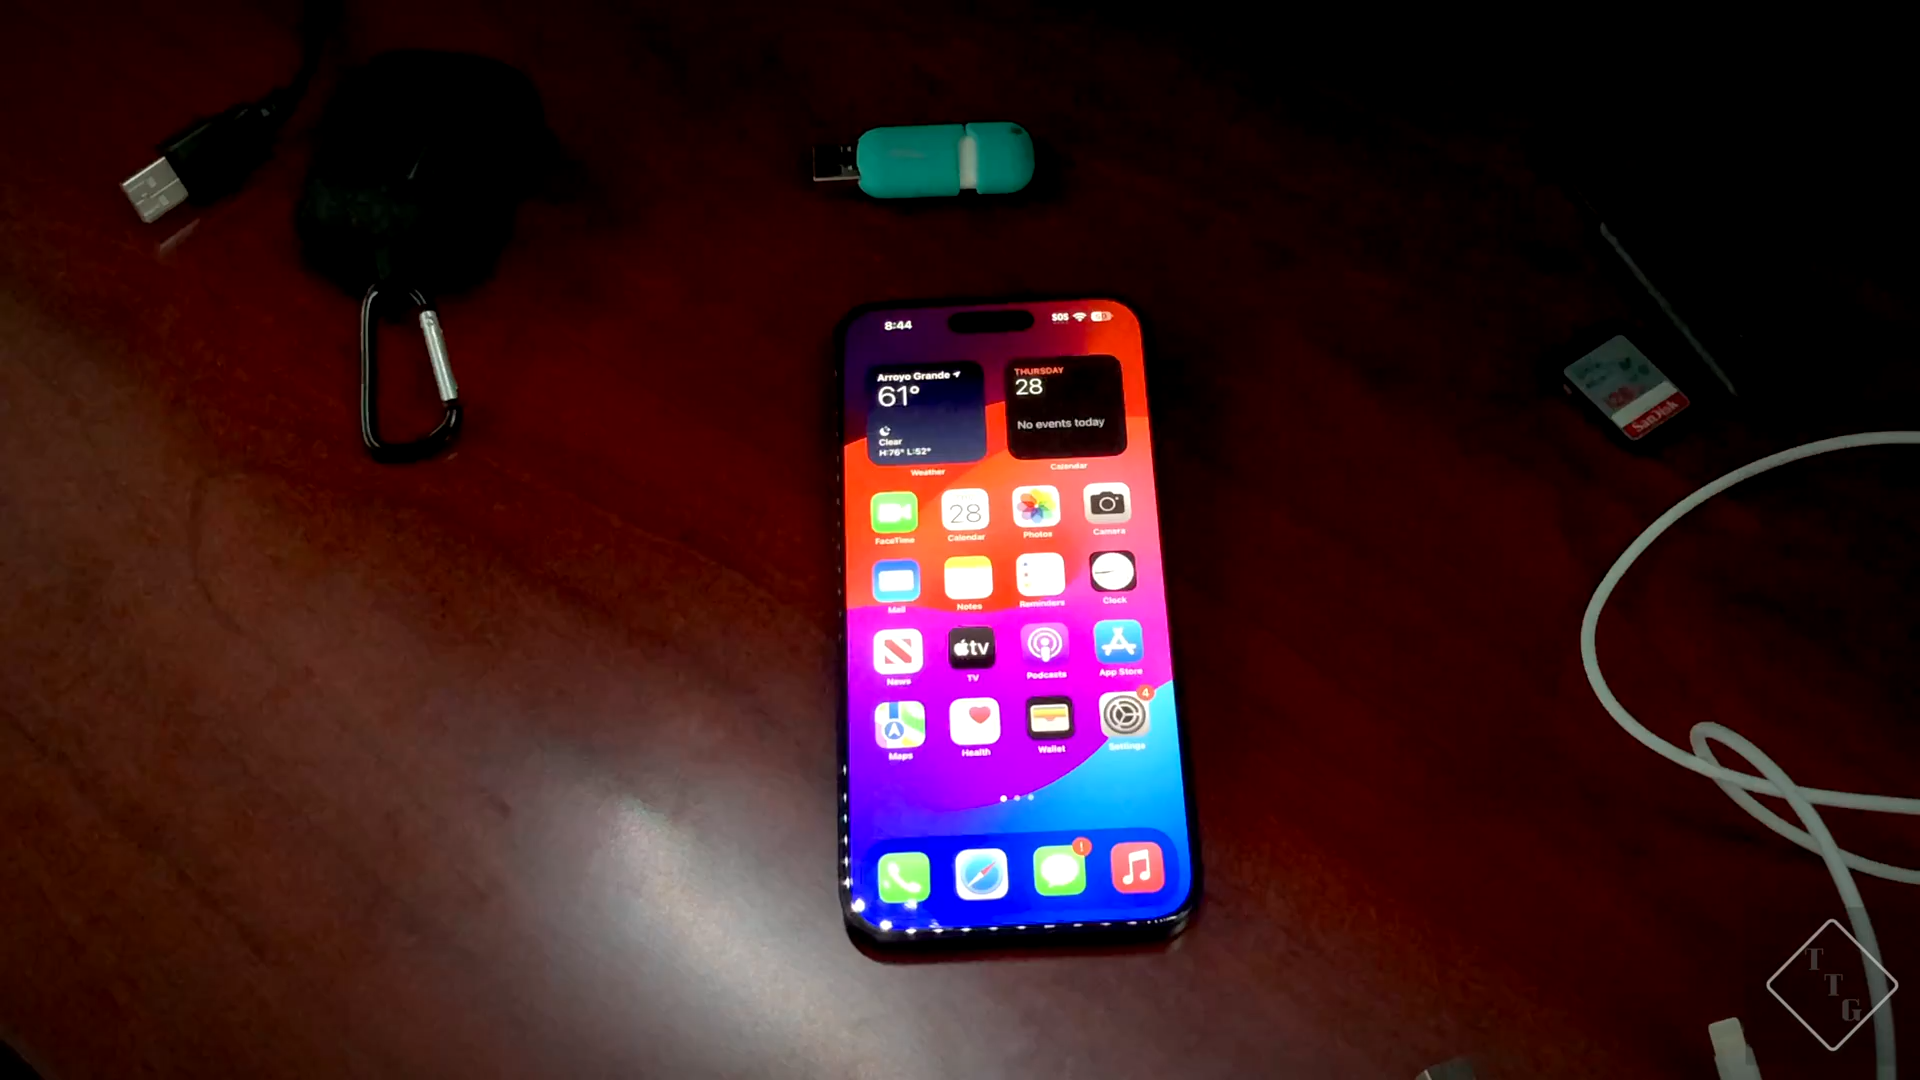 8:44
SOS
Arroyo Grande
61°
Clear
H:76° L:52°
Weather
THURSDAY
28
No events today
Calendar
FaceTime
28
Calendar
Photos
Camera
Mail
Notes
Reminders
Clock
News
tv
TV
Podcasts
App Store
Maps
Health
Wallet
4
Settings
!
SanDisk
T
T
G